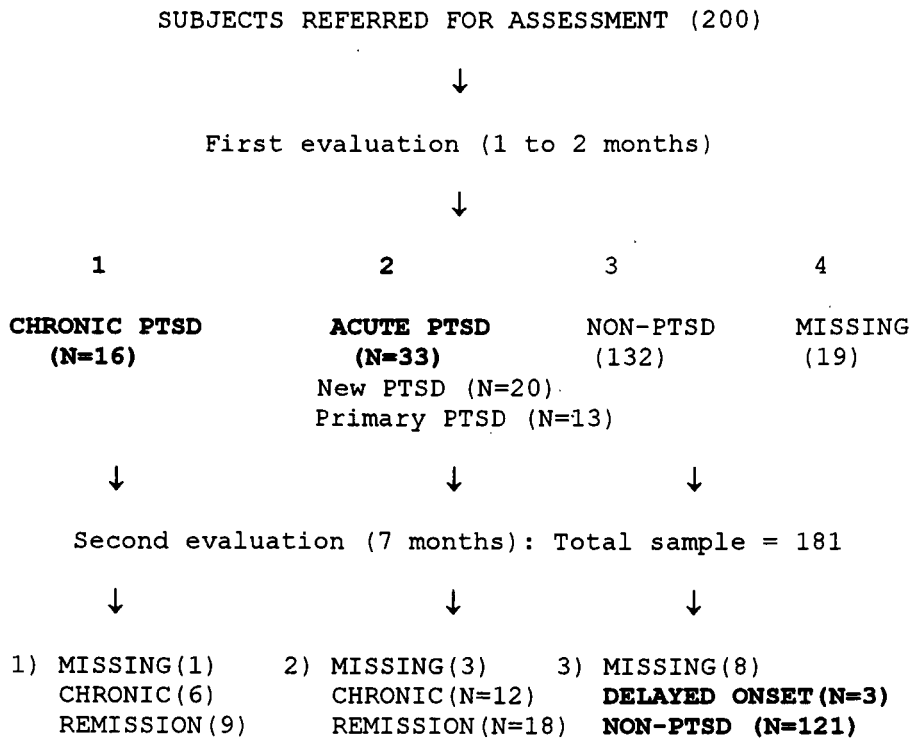 SUBJECTS REFERRED FOR ASSESSMENT (200)
↓
First evaluation (1 to 2 months)
↓
1 2 3 4
CHRONIC PTSD ACUTE PTSD NON-PTSD MISSING
(N=16) (N=33) (132) (19)
New PTSD (N=20)
Primary PTSD (N=13)
↓ ↓ ↓
Second evaluation (7 months): Total sample = 181
↓ ↓ ↓
1) MISSING(1) 2) MISSING(3) 3) MISSING(8)
CHRONIC(6) CHRONIC(N=12) DELAYED ONSET(N=3)
REMISSION(9) REMISSION(N=18) NON-PTSD (N=121)